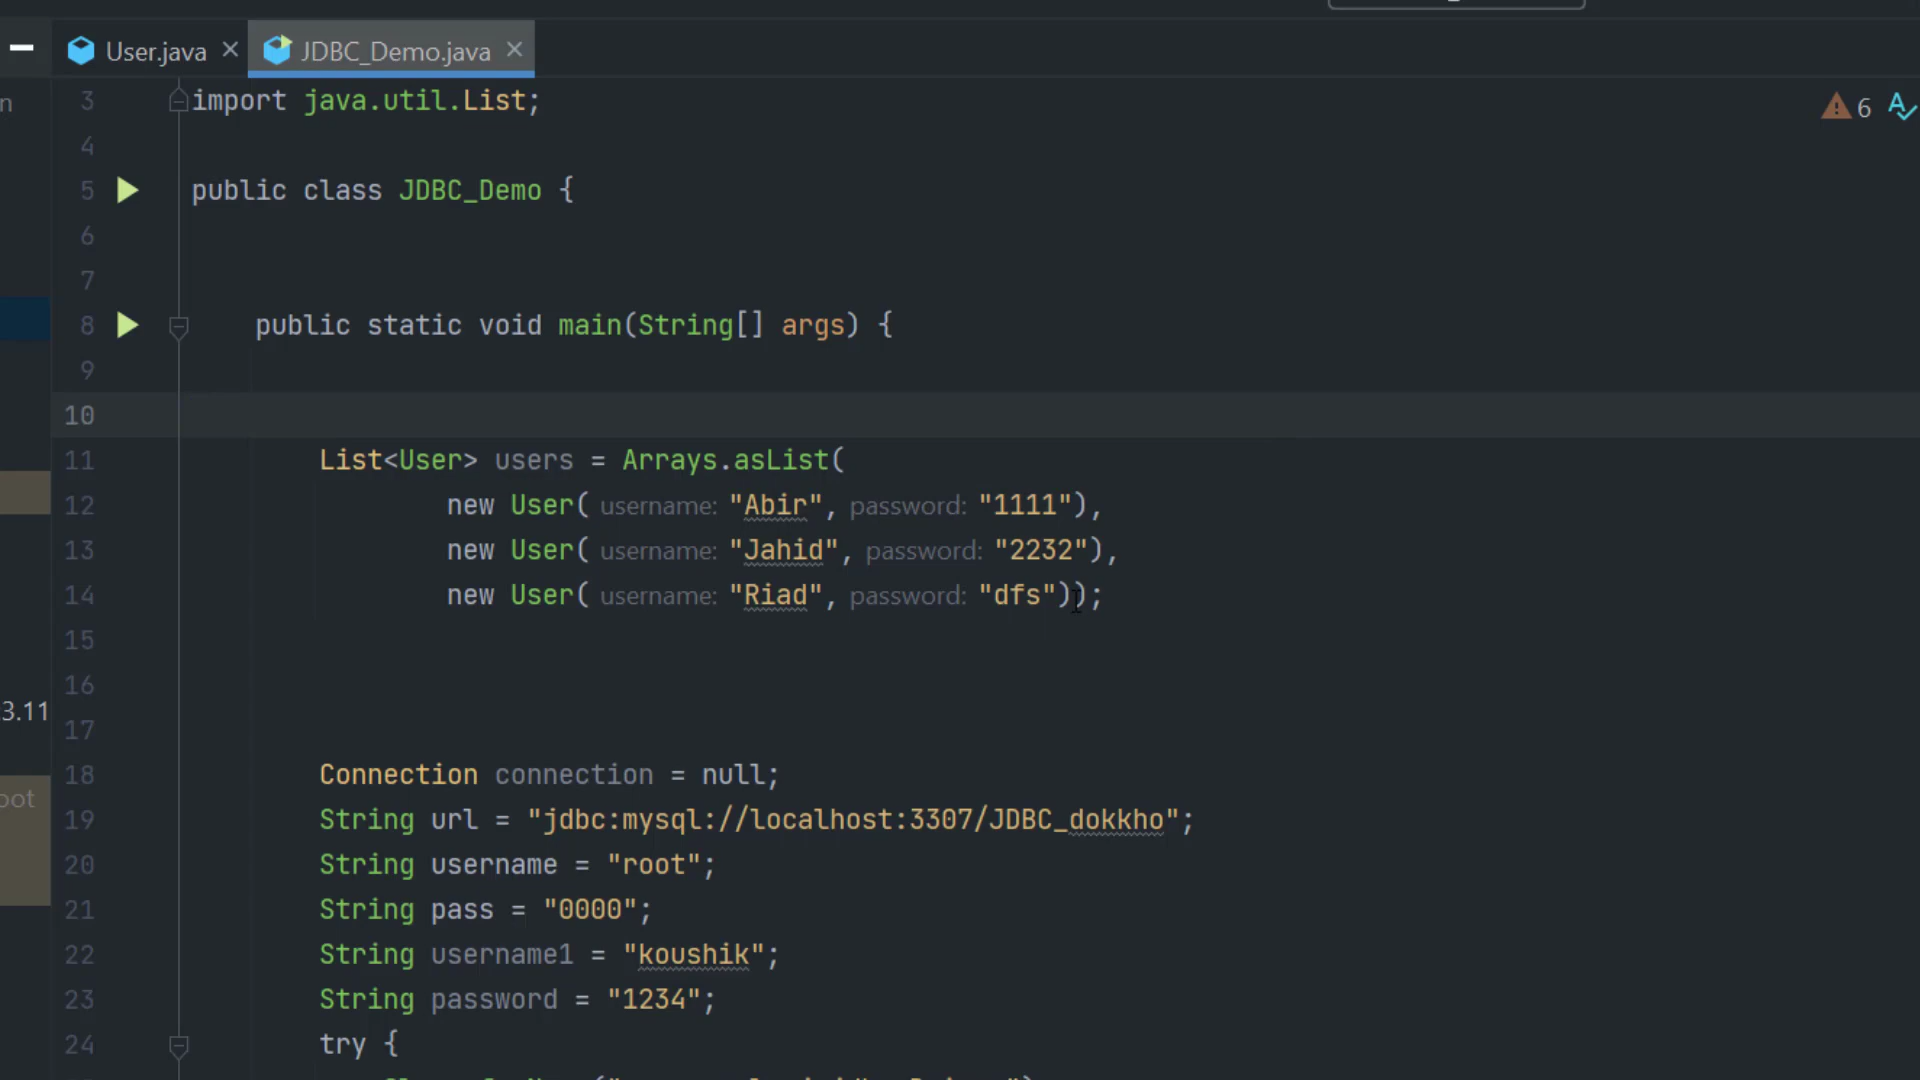 User.java JDBC_Demo.java
3 import java.util.List;
6
4
5 public class JDBC_Demo {
6
7
8 public static void main(String[] args) {
9
10
11 List<User> users = Arrays.asList(
12 new User( username: "Abir", password: "1111"),
13 new User( username: "Jahid", password: "2232"),
14 new User( username: "Riad", password: "dfs"));
15
16
3.11
17
18 Connection connection = null;
oot
19 String url = "jdbc:mysql://localhost:3307/JDBC_dokkho";
20 String username = "root";
21 String pass = "0000";
22 String username1 = "koushik";
23 String password = "1234";
24 try {